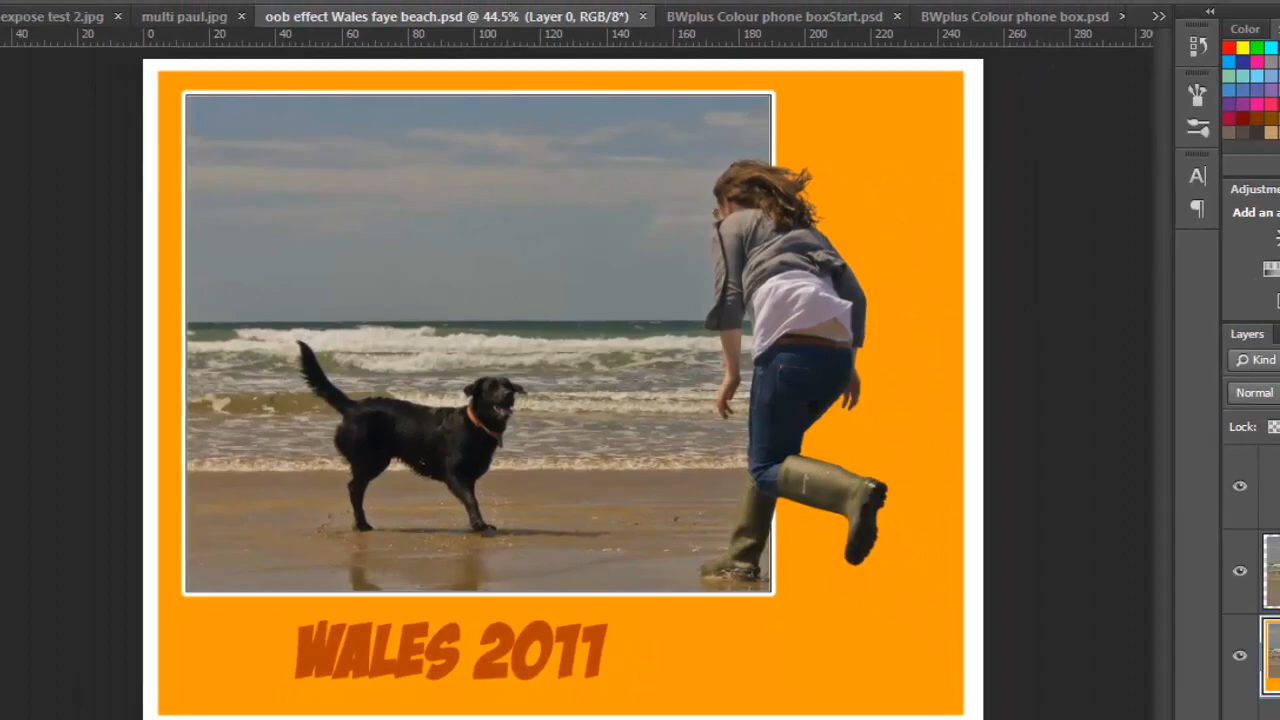 expose test 2.jpg × multi paul.jpg × oob effect Wales faye beach.psd @ 44.5% (Layer 0, RGB/8*) × BWplus Colour phone boxStart.psd × BWplus Colour phone box.psd
40 20 0 20 40 60 80 100 120 140 160 180 200 220 240 260 280 30
Color
Adjustme
Add an a
WALES 2011
Layers
Kind
Normal
Lock: